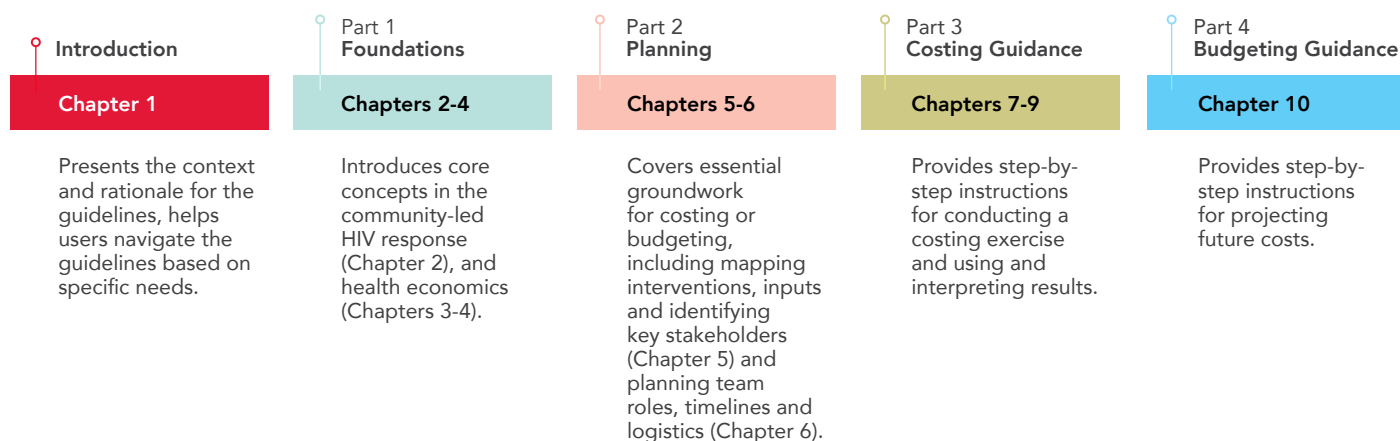 Introduction
Chapter 1
Presents the context
and rationale for the
guidelines, helps
users navigate the
guidelines based on
specific needs.
Part 1
Foundations
Chapters 2-4
Introduces core
concepts in the
community-led
HIV response
(Chapter 2), and
health economics
(Chapters 3-4).
Part 2
Planning
Chapters 5-6
Covers essential
groundwork
for costing or
budgeting,
including mapping
interventions, inputs
and identifying
key stakeholders
(Chapter 5) and
planning team
roles, timelines and
logistics (Chapter 6).
Part 3
Costing Guidance
Chapters 7-9
Provides step-by-
step instructions
for conducting a
costing exercise
and using and
interpreting results.
Part 4
Budgeting Guidance
Chapter 10
Provides step-by-
step instructions
for projecting
future costs.